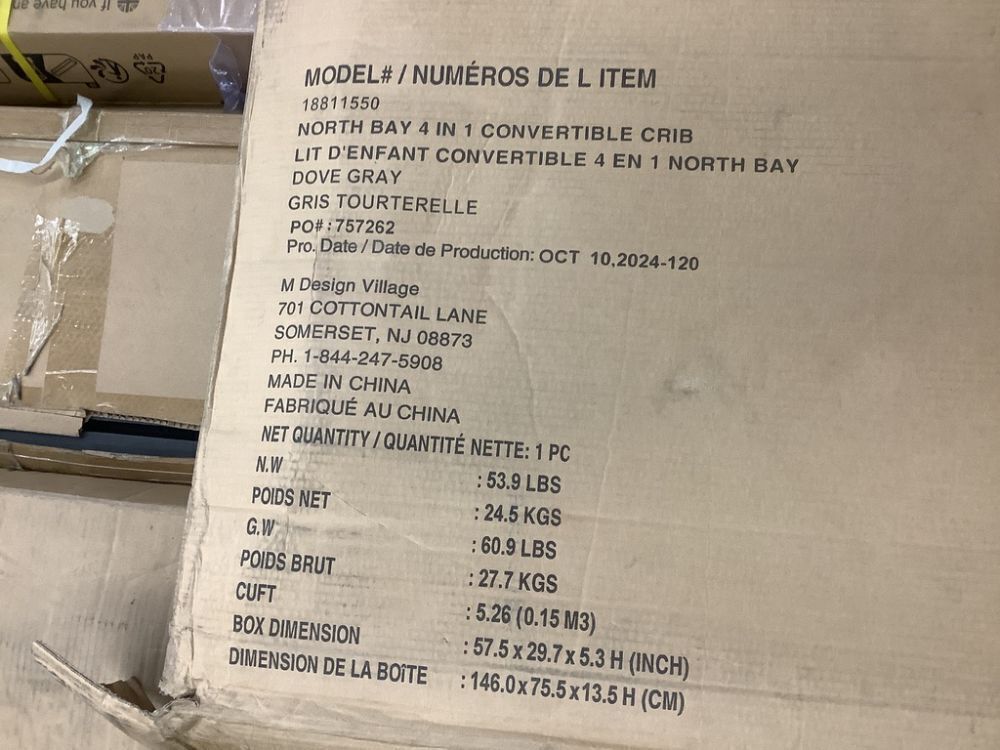 If you have an
MODEL# / NUMÉROS DE L ITEM
18811550
NORTH BAY 4 IN 1 CONVERTIBLE CRIB
LIT D'ENFANT CONVERTIBLE 4 EN 1 NORTH BAY
DOVE GRAY
GRIS TOURTERELLE
PO# : 757262
Pro. Date / Date de Production: OCT 10,2024-120
M Design Village
701 COTTONTAIL LANE
SOMERSET, NJ 08873
PH. 1-844-247-5908
MADE IN CHINA
FABRIQUÉ AU CHINA
NET QUANTITY / QUANTITÉ NETTE: 1 PC
N.W : 53.9 LBS
POIDS NET : 24.5 KGS
G.W : 60.9 LBS
POIDS BRUT : 27.7 KGS
CUFT : 5.26 (0.15 M3)
BOX DIMENSION : 57.5 x 29.7 x 5.3 H (INCH)
DIMENSION DE LA BOîTE : 146.0 x 75.5 x 13.5 H (CM)